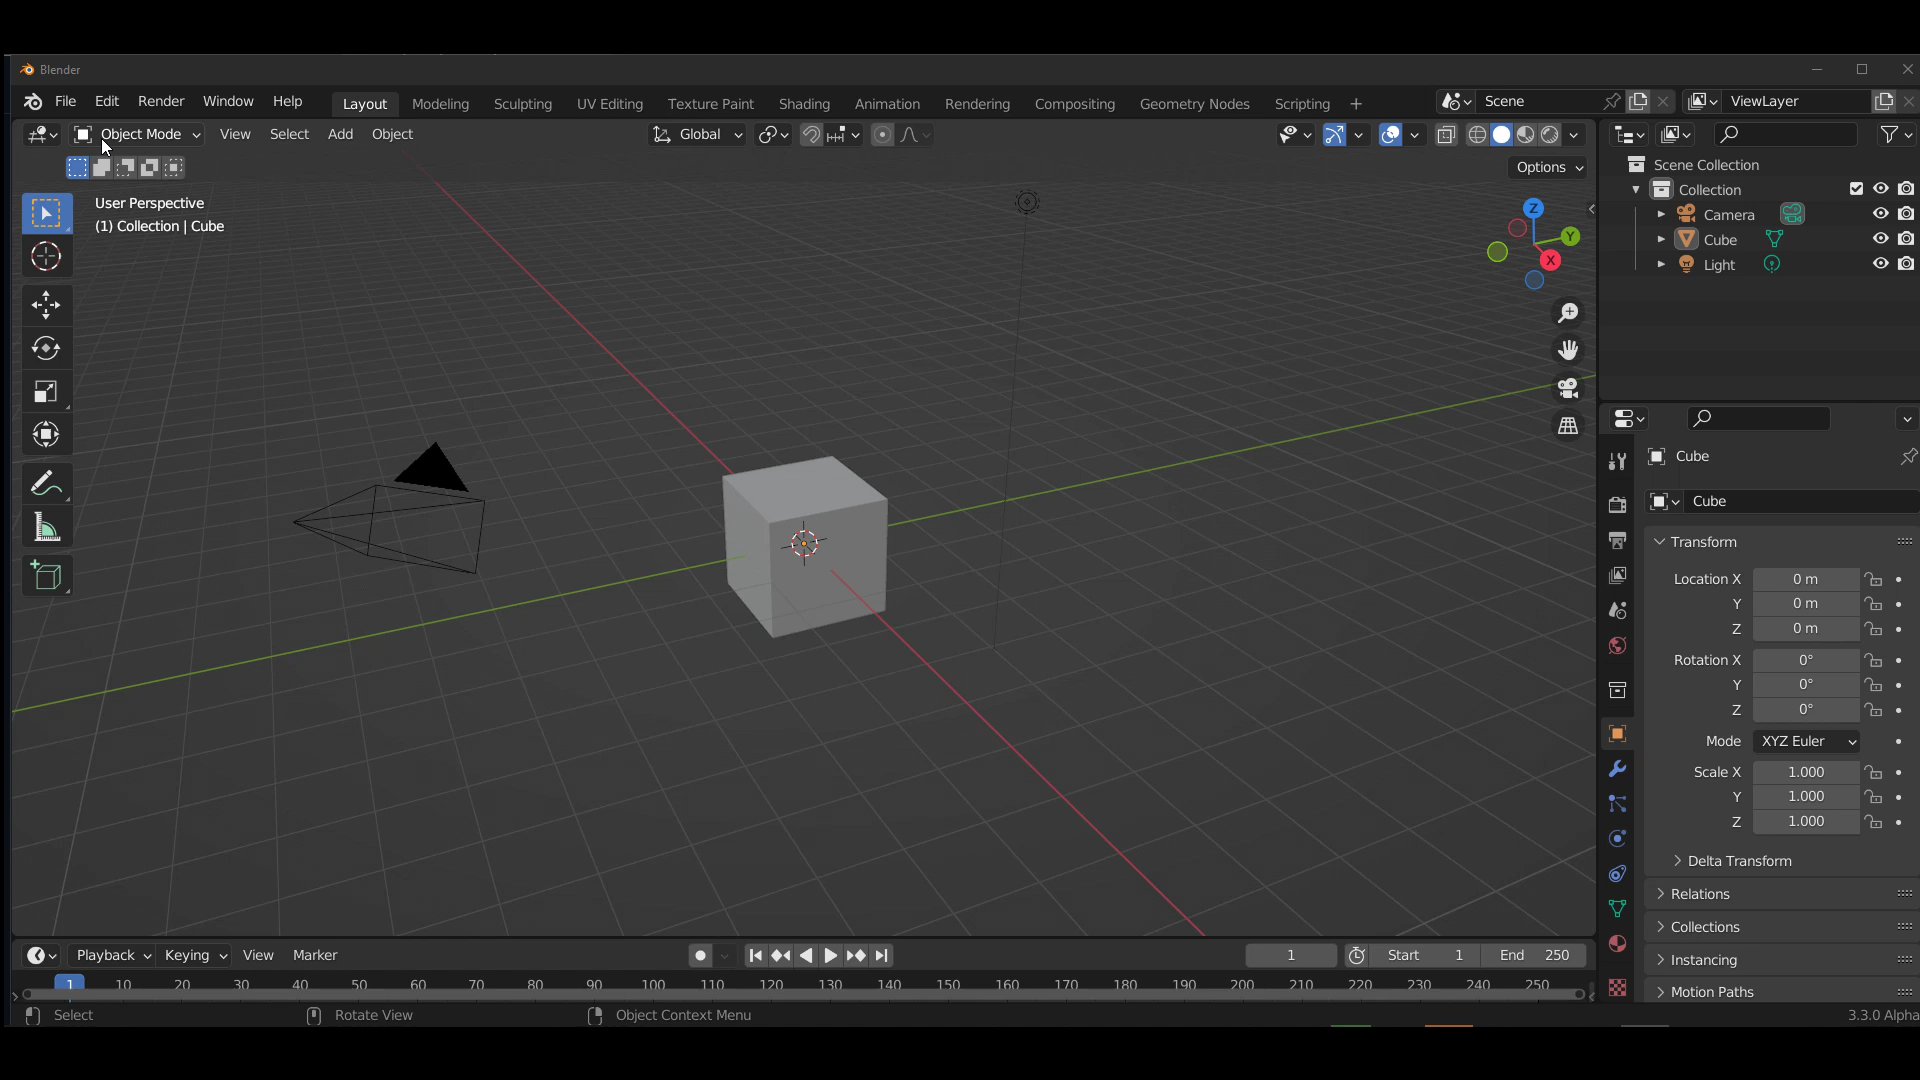 Blender
File Edit Render Window Help Layout Modeling Sculpting UV Editing Texture Paint Shading Animation Rendering Compositing Geometry Nodes Scripting + Scene ViewLayer
Object Mode View Select Add Object Global
Options
User Perspective
(1) Collection | Cube
Z
Y
X
Scene Collection
Collection
Camera
Cube
Light
Cube
Cube
Transform
Location X 0 m
Y 0 m
Z 0 m
Rotation X 0°
Y 0°
Z 0°
Mode XYZ Euler
Scale X 1.000
Y 1.000
Z 1.000
Delta Transform
Relations
Collections
Instancing
Motion Paths
Playback Keying View Marker 1 Start 1 End 250
1 10 20 30 40 50 60 70 80 90 100 110 120 130 140 150 160 170 180 190 200 210 220 230 240 250
Select Rotate View Object Context Menu 3.3.0 Alpha